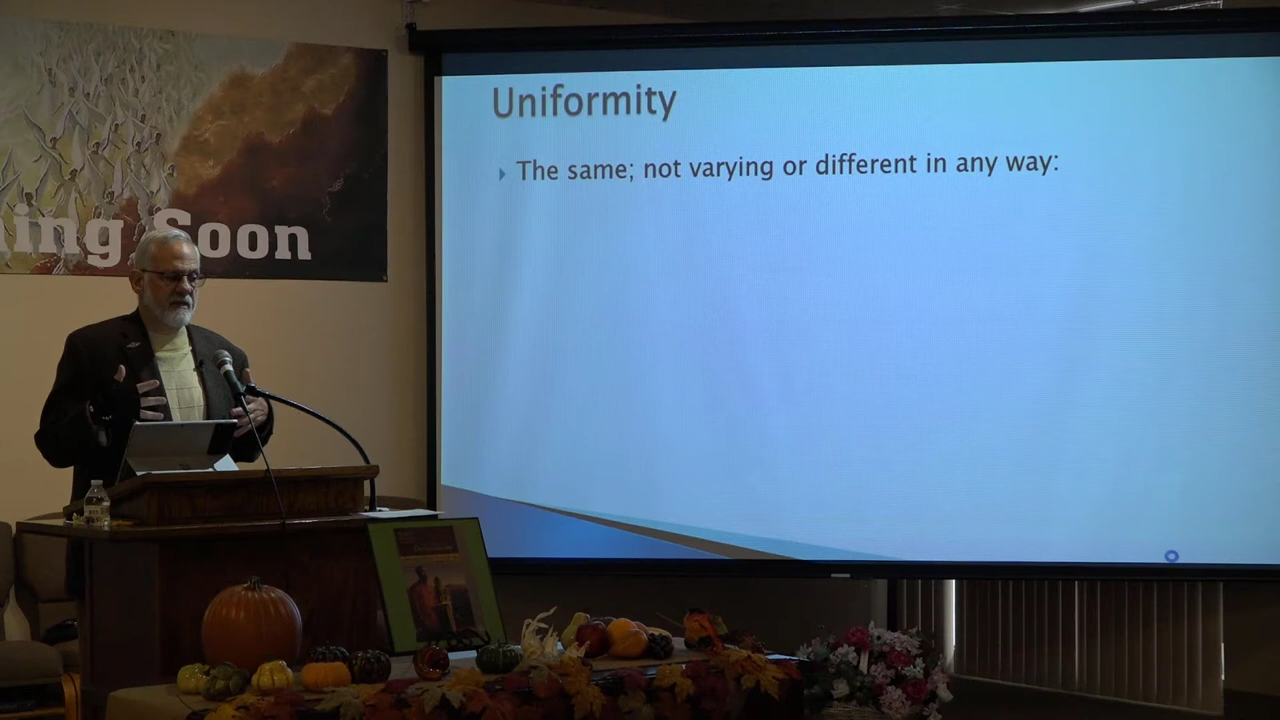 ing Soon
Uniformity
The same; not varying or different in any way: